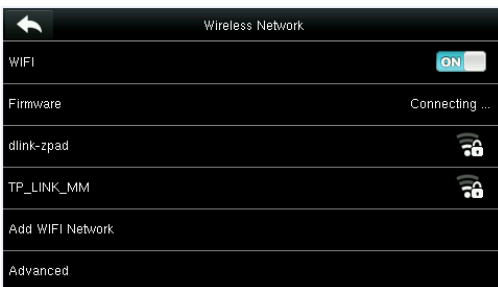 Wireless Network
WIFI ON
Firmware Connecting ...
dlink-zpad
TP_LINK_MM
Add WIFI Network
Advanced